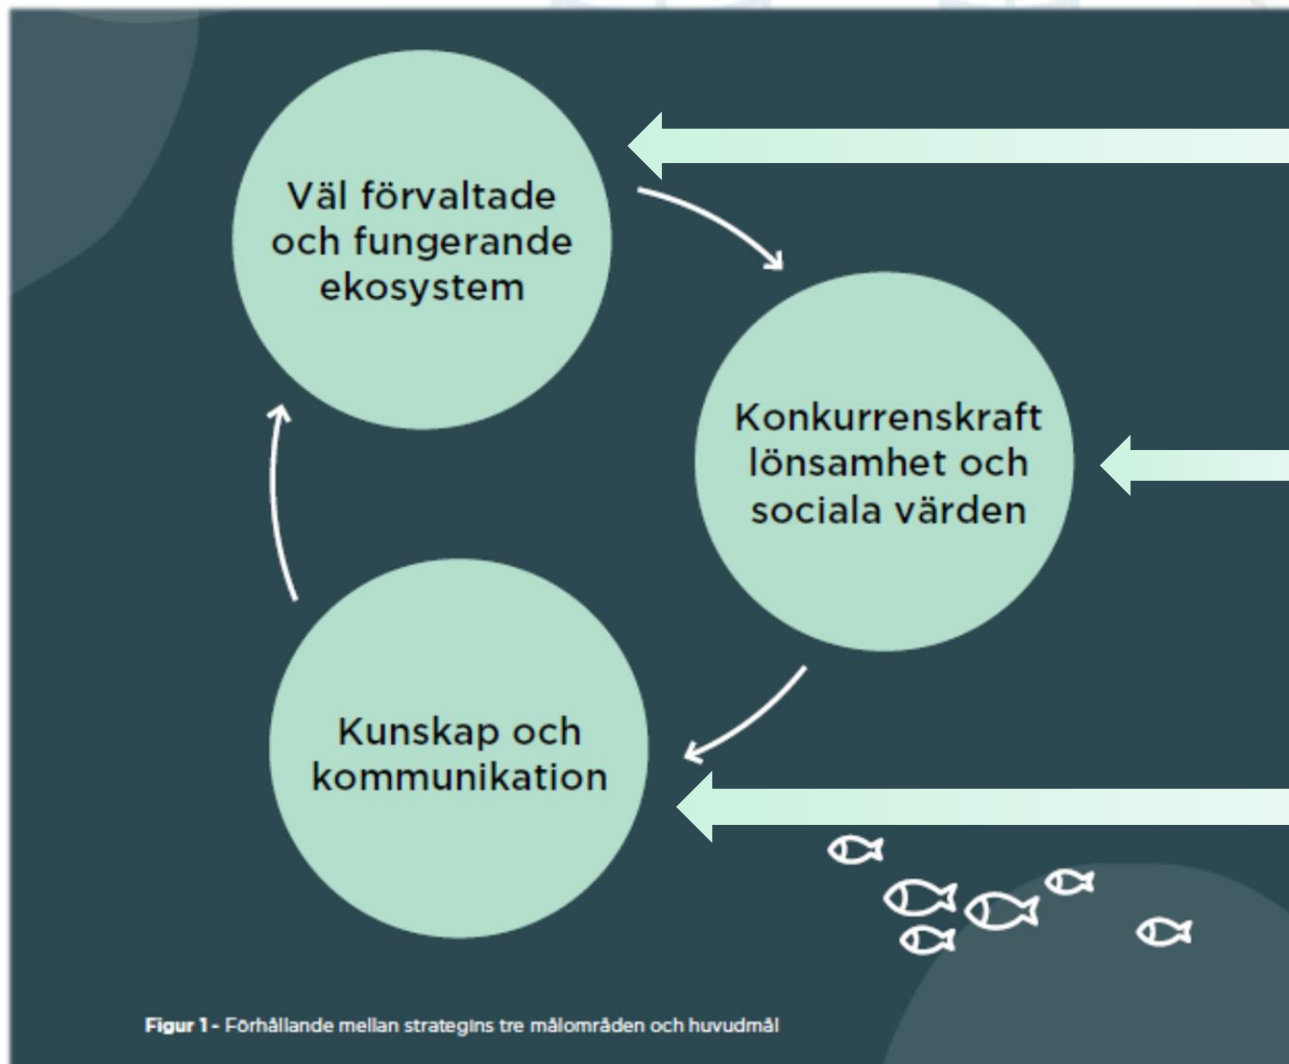 Väl förvaltade
och fungerande
ekosystem
Konkurrenskraft
lönsamhet och
sociala värden
Kunskap och
kommunikation
Figur 1 - Förhållande mellan strategins tre målområden och huvudmål